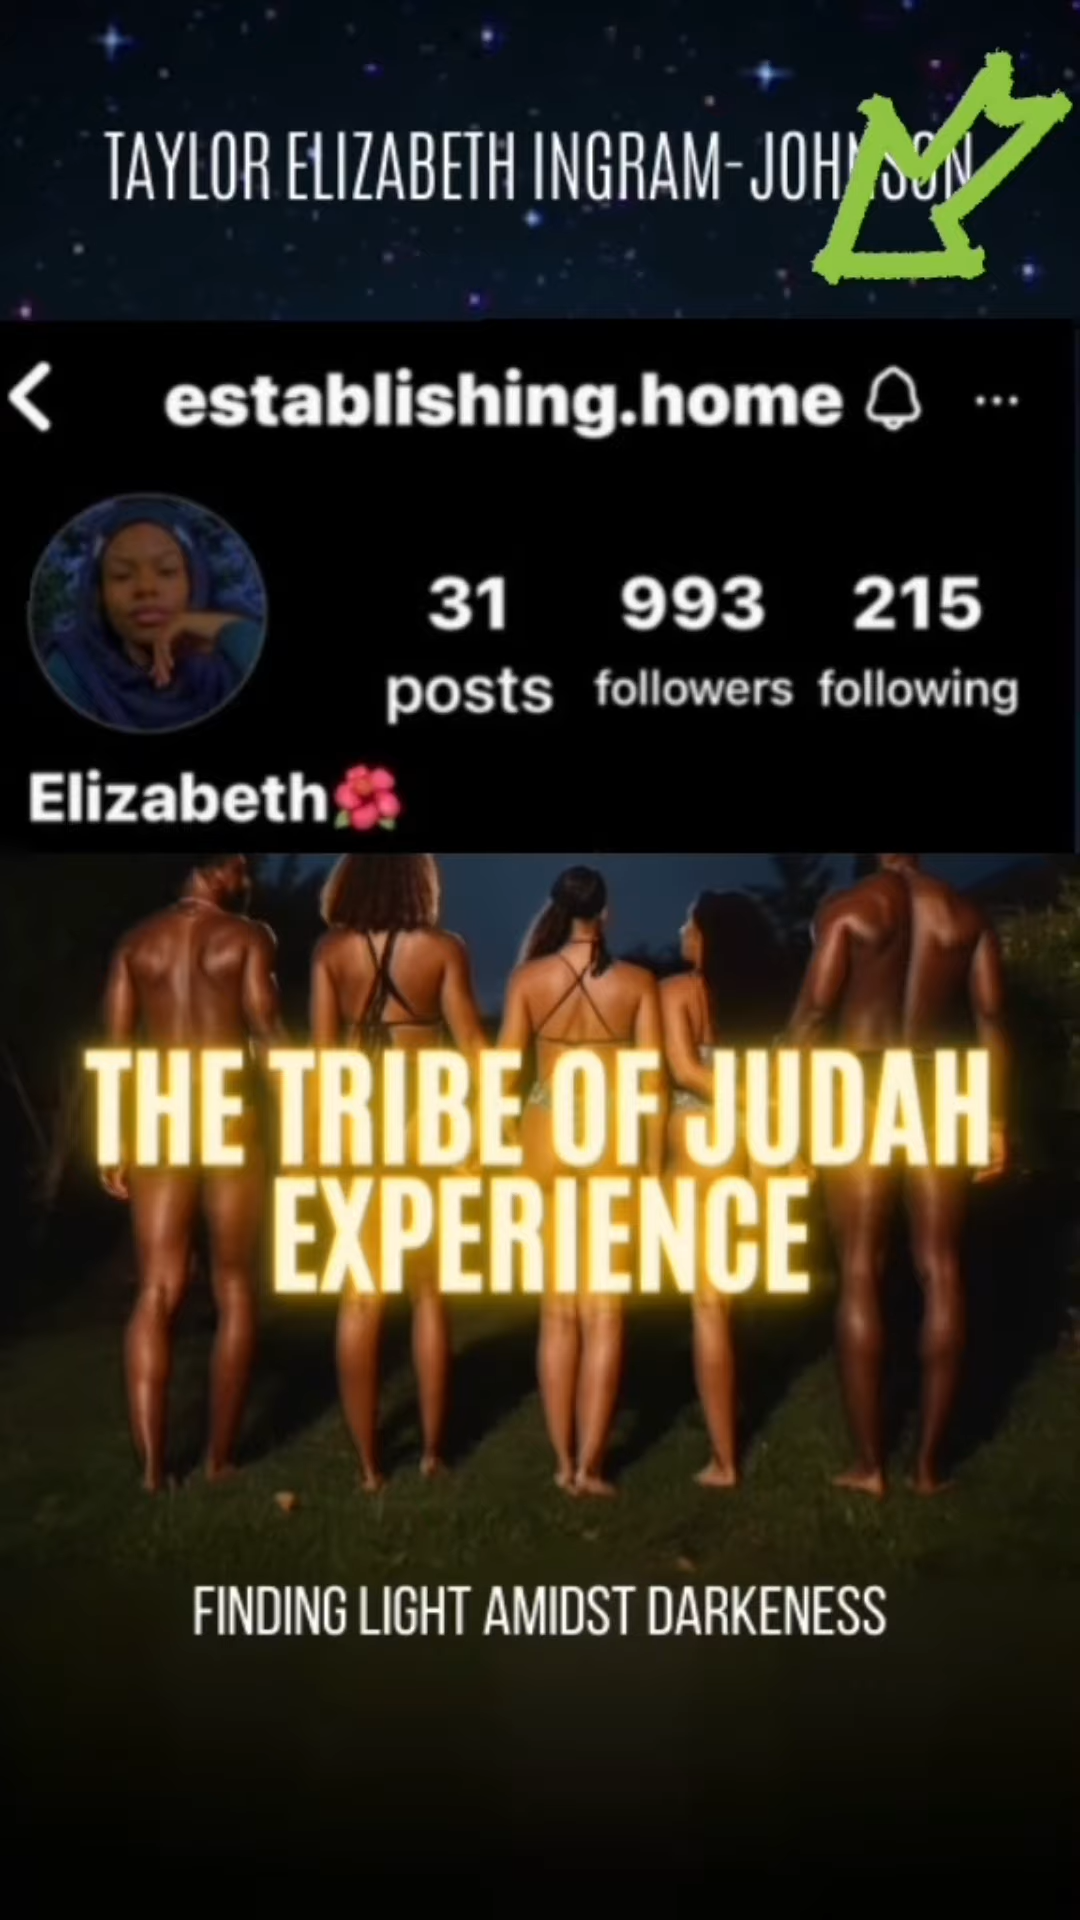 TAYLOR ELIZABETH INGRAM-JOHNSON
establishing.home
31 993 215
posts followers following
Elizabeth🌺
THE TRIBE OF JUDAH
EXPERIENCE
FINDING LIGHT AMIDST DARKENESS